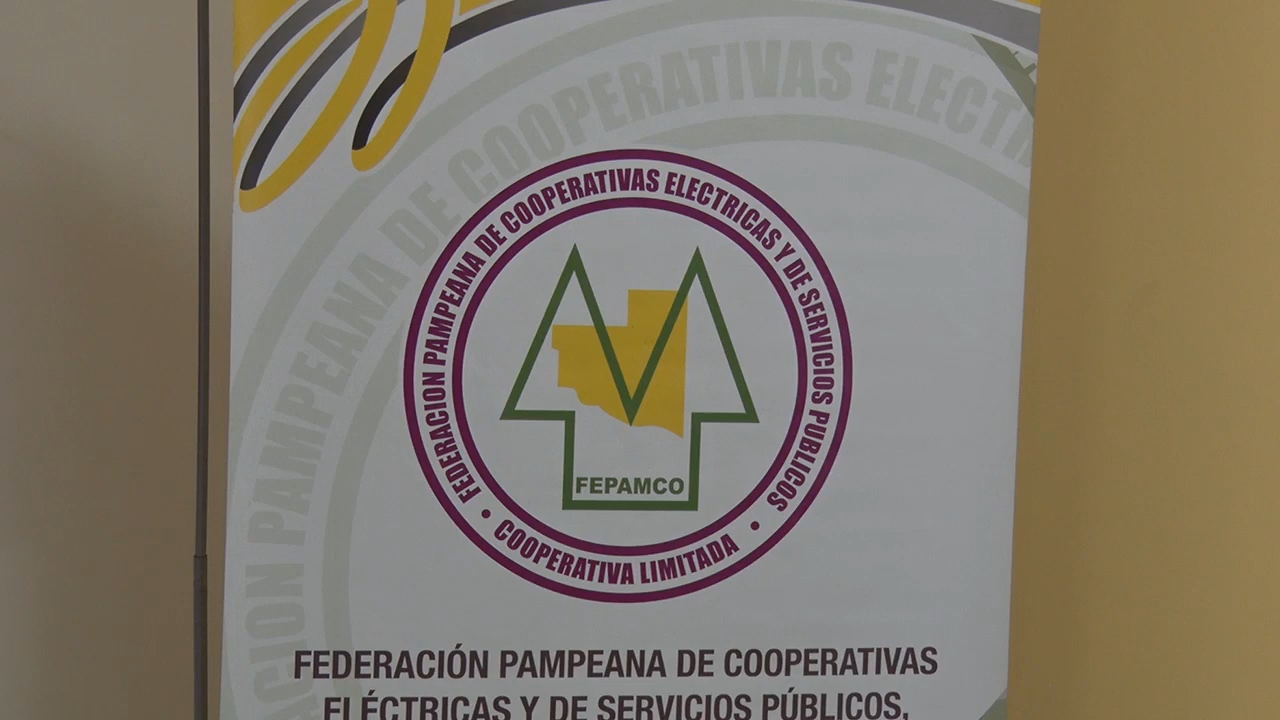 FEDERACION PAMPEANA DE COOPERATIVAS ELECTRICAS Y DE SERVICIOS PUBLICOS
• COOPERATIVA LIMITADA •
FEPAMCO
FEDERACIÓN PAMPEANA DE COOPERATIVAS
ELÉCTRICAS Y DE SERVICIOS PÚBLICOS,
PAMPEANA DE COOPERATIVAS